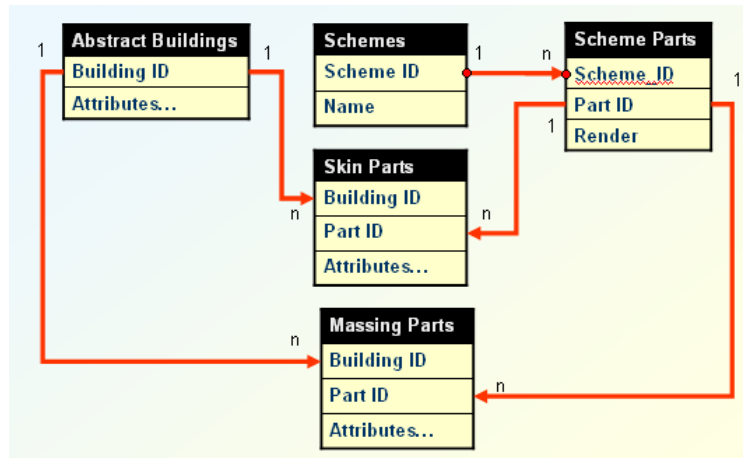 Abstract Buildings
Building ID
Attributes...
1
1
Schemes
Scheme ID
Name
1
n
Scheme Parts
Scheme_ID
Part ID
Render
1
1
Skin Parts
Building ID
Part ID
Attributes...
n
n
Massing Parts
Building ID
Part ID
Attributes...
n
n